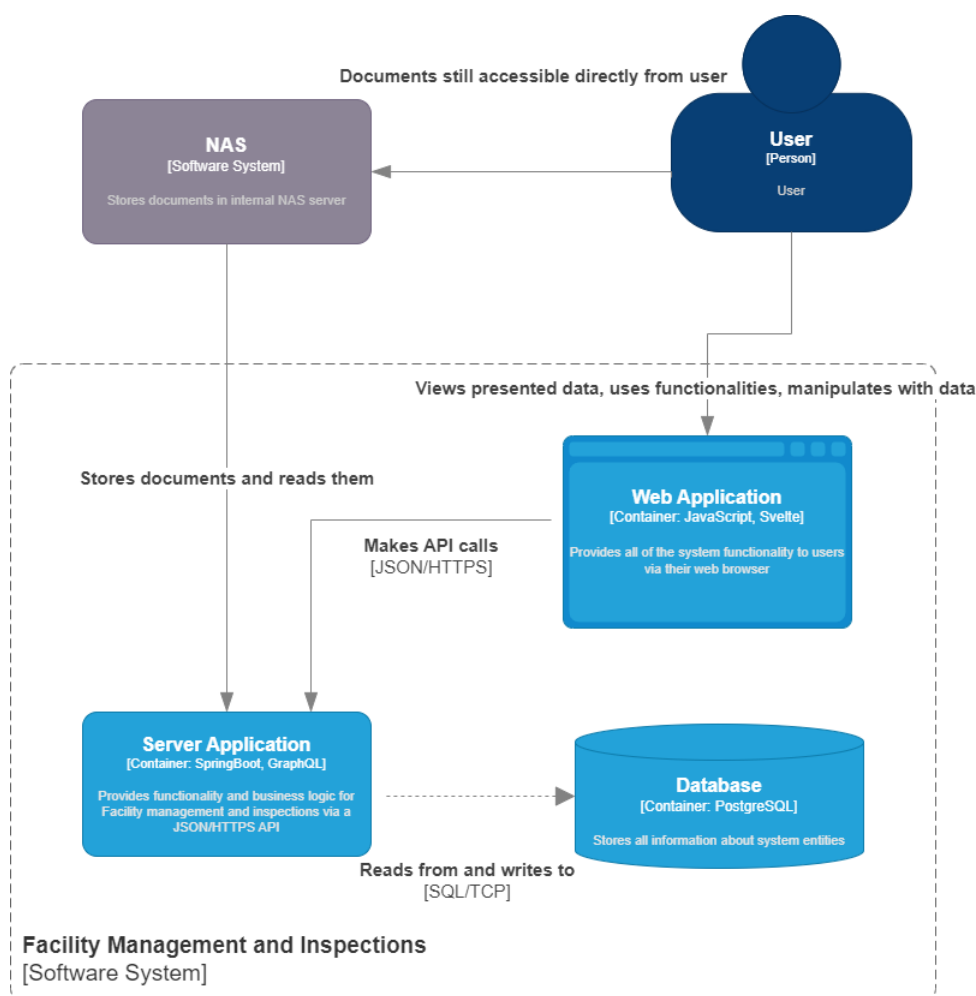 Documents still accessible directly from user
NAS
[Software System]
Stores documents in internal NAS server
User
[Person]
User
Views presented data, uses functionalities, manipulates with data
Stores documents and reads them
Web Application
[Container: JavaScript, Svelte]
Provides all of the system functionality to users
via their web browser
Makes API calls
[JSON/HTTPS]
Server Application
[Container: SpringBoot, GraphQL]
Provides functionality and business logic for
Facility management and inspections via a
JSON/HTTPS API
Database
[Container: PostgreSQL]
Stores all information about system entities
Reads from and writes to
[SQL/TCP]
Facility Management and Inspections
[Software System]